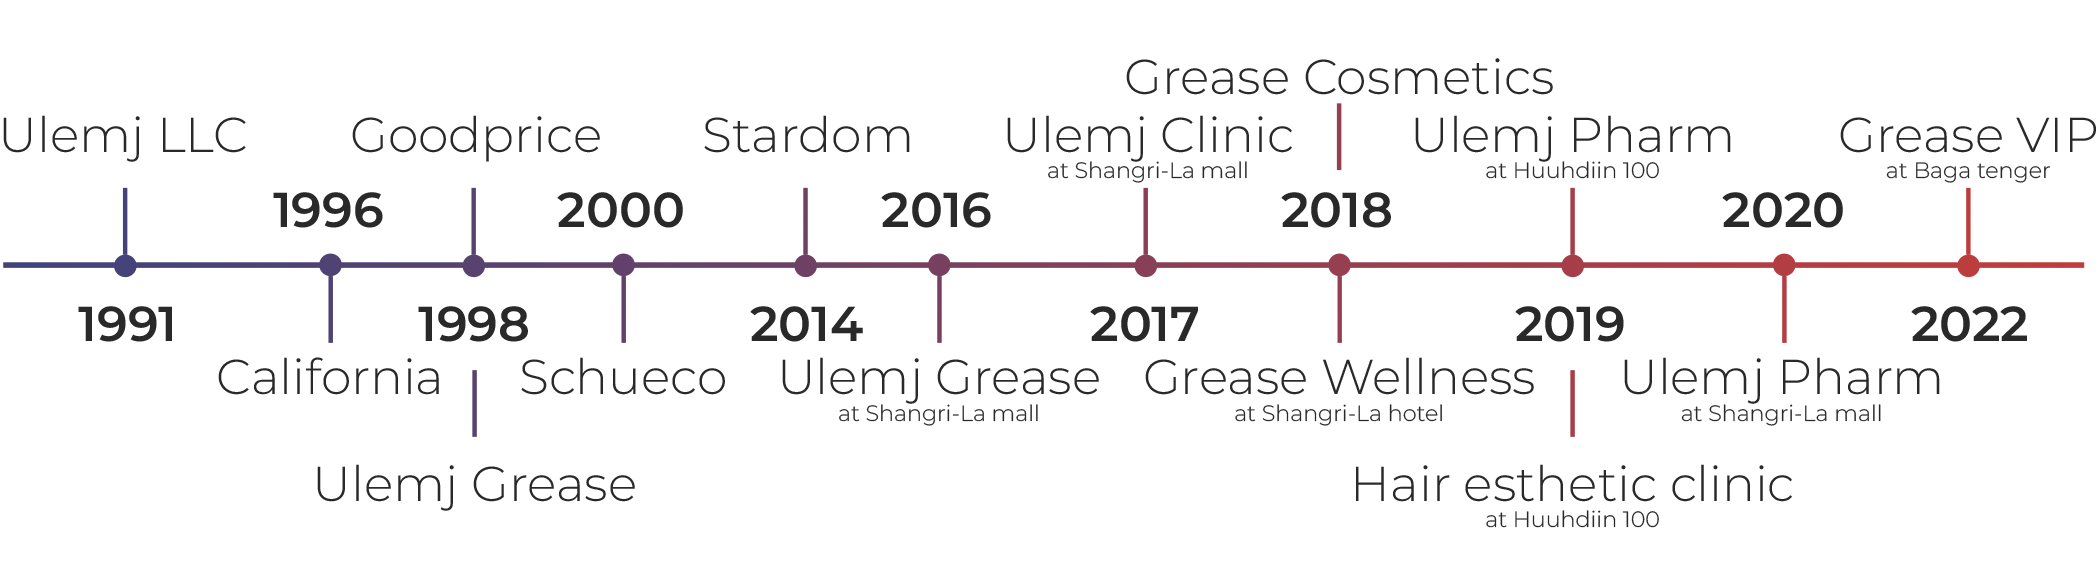 Grease Cosmetics
Ulemj LLC
Goodprice
Stardom
Ulemj Clinic
at Shangri-La mall
Ulemj Pharm
at Huuhdiin 100
Grease VIP
at Baga tenger
1996
2000
2016
2018
2020
1991
1998
2014
2017
2019
2022
California
Schueco
Ulemj Grease
at Shangri-La mall
Grease Wellness
at Shangri-La hotel
Ulemj Pharm
at Shangri-La mall
Ulemj Grease
Hair esthetic clinic
at Huuhdiin 100